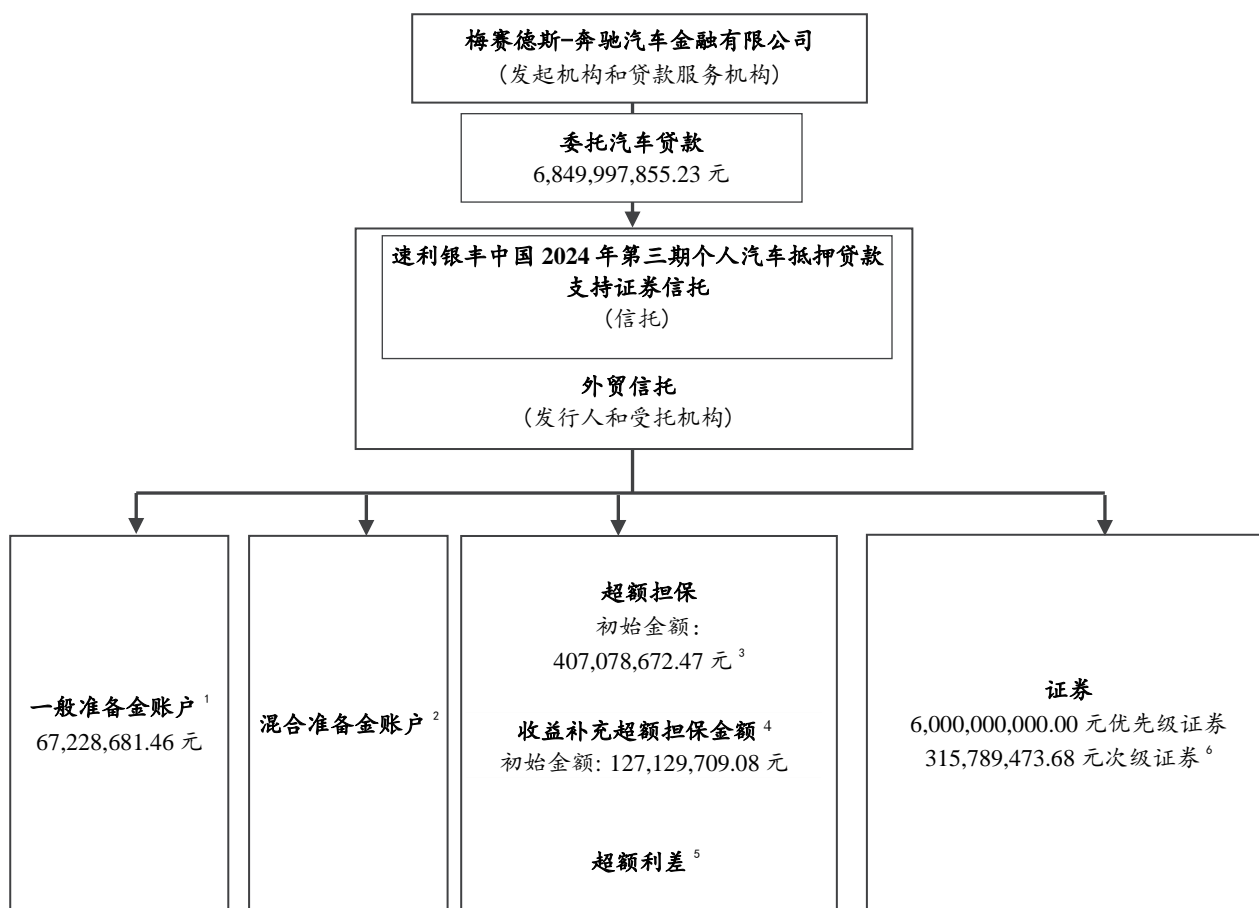 梅赛德斯-奔驰汽车金融有限公司
(发起机构和贷款服务机构)
委托汽车贷款
6,849,997,855.23 元
速利银丰中国 2024 年第三期个人汽车抵押贷款
支持证券信托
(信托)
外贸信托
(发行人和受托机构)
一般准备金账户 1
67,228,681.46 元
混合准备金账户 2
超额担保
初始金额:
407,078,672.47 元 3
收益补充超额担保金额 4
初始金额: 127,129,709.08 元
超额利差 5
证券
6,000,000,000.00 元优先级证券
315,789,473.68 元次级证券 6